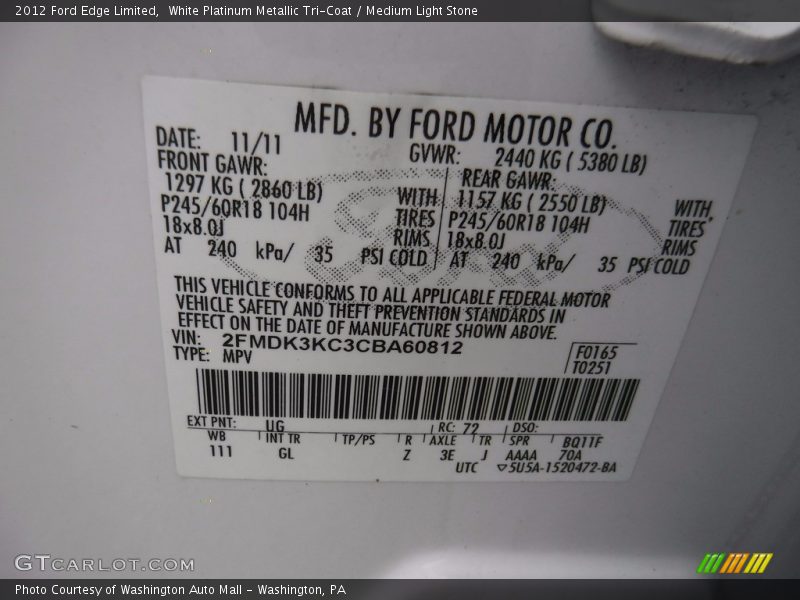 2012 Ford Edge Limited,  White Platinum Metallic Tri-Coat / Medium Light Stone
MFD. BY FORD MOTOR CO.
DATE: 11/11 GVWR: 2440 KG ( 5380 LB)
FRONT GAWR: REAR GAWR:
1297 KG ( 2860 LB) WITH 1157 KG ( 2550 LB) WITH
P245/60R18 104H TIRES P245/60R18 104H TIRES
18x8.0J RIMS 18x8.0J RIMS
AT 240 kPa/ 35 PSI COLD AT 240 kPa/ 35 PSI COLD
THIS VEHICLE CONFORMS TO ALL APPLICABLE FEDERAL MOTOR
VEHICLE SAFETY AND THEFT PREVENTION STANDARDS IN
EFFECT ON THE DATE OF MANUFACTURE SHOWN ABOVE.
VIN: 2FMDK3KC3CBA60812
TYPE: MPV
F0165
T0251
EXT PNT: UG RC: 72 DSO:
WB INT TR TP/PS R AXLE TR SPR BQ11F
111 GL Z 3E J AAAA 70A
UTC ▽5U5A-1520472-BA
GTCARLOT.COM
Photo Courtesy of Washington Auto Mall - Washington, PA